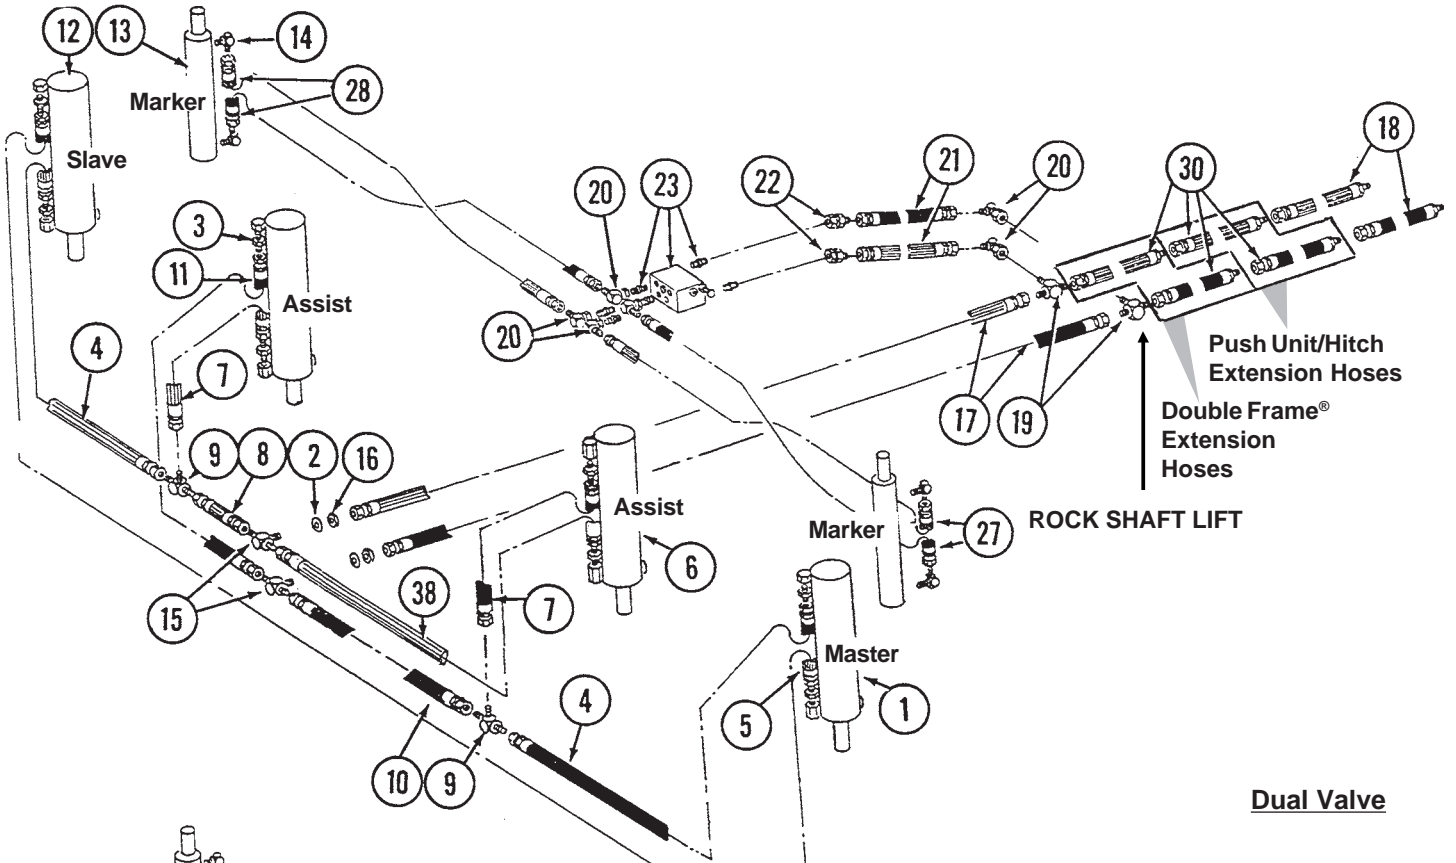 12 13 14
28
Marker
Slave
18
20 23 22 21 20 30
3
11
Assist
20
4
7
Push Unit/Hitch
Extension Hoses
17 19
Double Frame®
Extension
Hoses
9 8 2 16
Assist
Marker
27
ROCK SHAFT LIFT
6
38
7
15
Master
5
1
4
10 9
Dual Valve